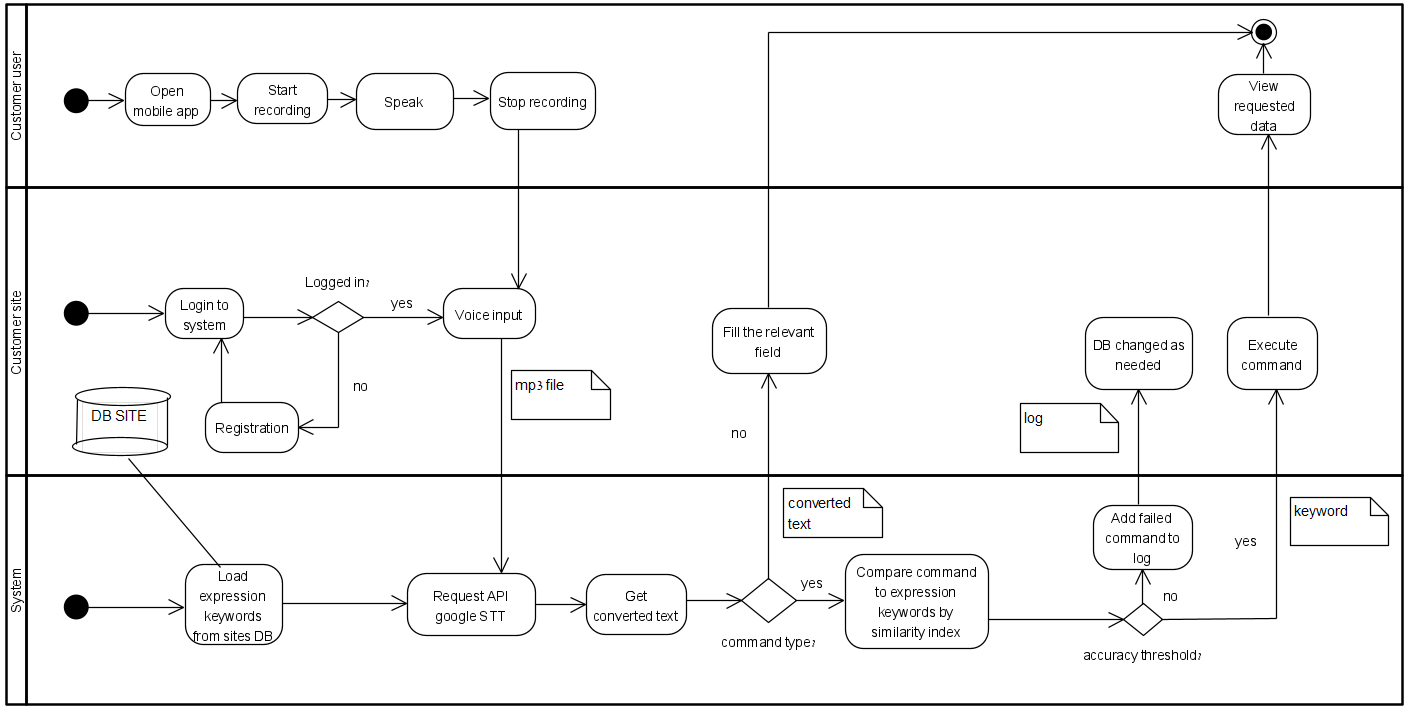 Customer user
Open
mobile app
Start
recording
Speak
Stop recording
View
requested
data
Customer site
Login to
system
Logged in?
yes
no
Registration
DB SITE
Voice input
mp3 file
Fill the relevant
field
no
log
DB changed as
needed
Execute
command
System
Load
expression
keywords
from sites DB
Request API
google STT
Get
converted text
converted
text
command type?
yes
Compare command
to expression
keywords by
similarity index
Add failed
command to
log
no
accuracy threshold?
yes
keyword